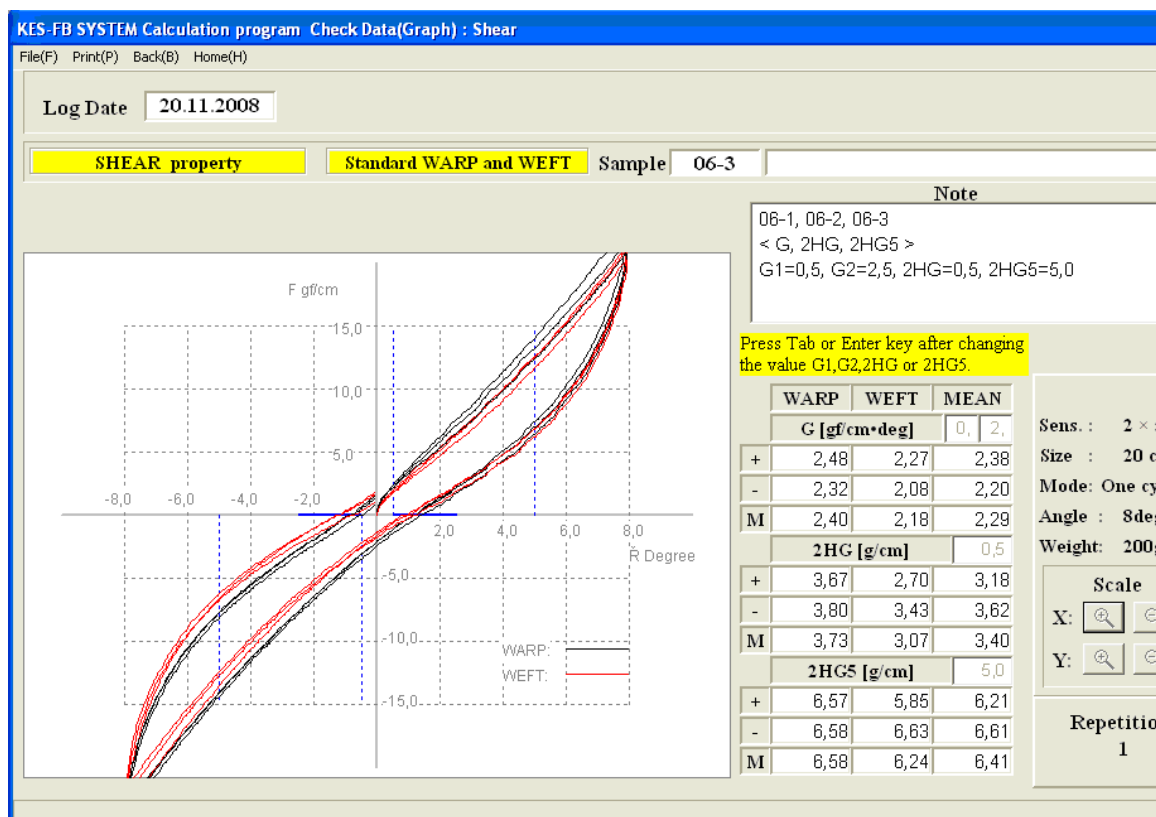 KES-FB SYSTEM Calculation program Check Data(Graph) : Shear
File(F) Print(P) Back(B) Home(H)
Log Date 20.11.2008
SHEAR property Standard WARP and WEFT Sample 06-3
Note
06-1, 06-2, 06-3
< G, 2HG, 2HG5 >
G1=0,5, G2=2,5, 2HG=0,5, 2HG5=5,0
F gf/cm
15,0
10,0
5,0
-8,0 -6,0 -4,0 -2,0
2,0 4,0 6,0 8,0
Ř Degree
-5,0
-10,0
-15,0
WARP:
WEFT:
Press Tab or Enter key after changing
the value G1,G2,2HG or 2HG5.
WARP WEFT MEAN
G [gf/cm•deg] 0, 2,
+ 2,48 2,27 2,38
- 2,32 2,08 2,20
M 2,40 2,18 2,29
2HG [g/cm] 0,5
+ 3,67 2,70 3,18
- 3,80 3,43 3,62
M 3,73 3,07 3,40
2HG5 [g/cm] 5,0
+ 6,57 5,85 6,21
- 6,58 6,63 6,61
M 6,58 6,24 6,41
Sens. : 2 ×
Size : 20 c
Mode: One cy
Angle : 8deg
Weight: 200g
Scale
X:
Y:
Repetitio
1